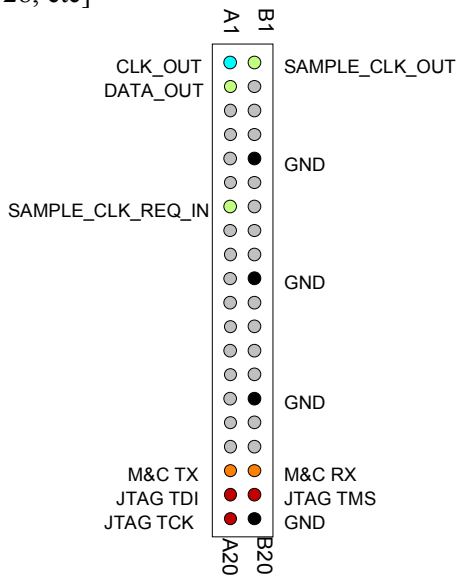 A1 B1
CLK_OUT SAMPLE_CLK_OUT
DATA_OUT
GND
SAMPLE_CLK_REQ_IN
GND
GND
M&C TX M&C RX
JTAG TDI JTAG TMS
JTAG TCK GND
A20 B20